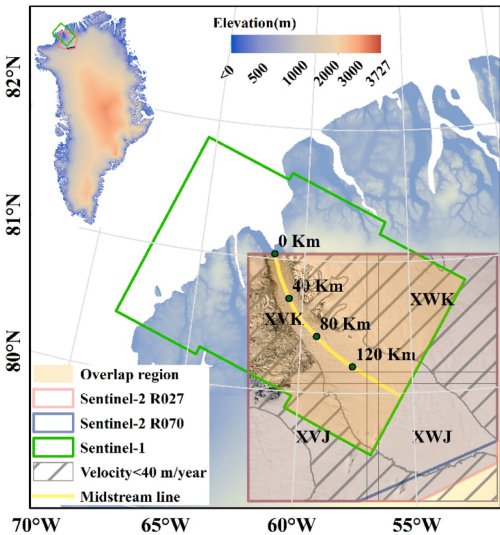 Elevation(m)
<0 500 1000 2000 3000 3727
82°N
81°N
80°N
0 Km
40 Km
XWK
XVK
80 Km
120 Km
XVJ
XWJ
Overlap region
Sentinel-2 R027
Sentinel-2 R070
Sentinel-1
Velocity<40 m/year
Midstream line
70°W 65°W 60°W 55°W